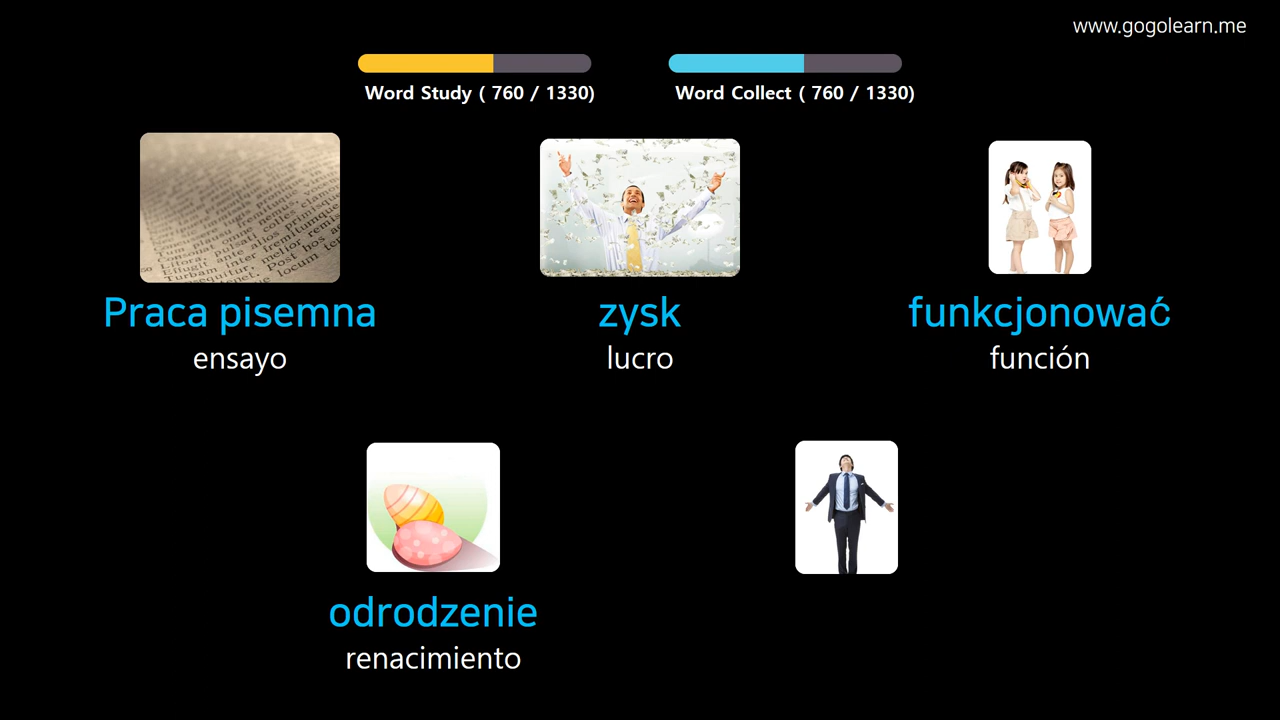 www.gogolearn.me
Word Study ( 760 / 1330)
Word Collect ( 760 / 1330)
Praca pisemna
ensayo
zysk
lucro
funkcjonować
función
odrodzenie
renacimiento